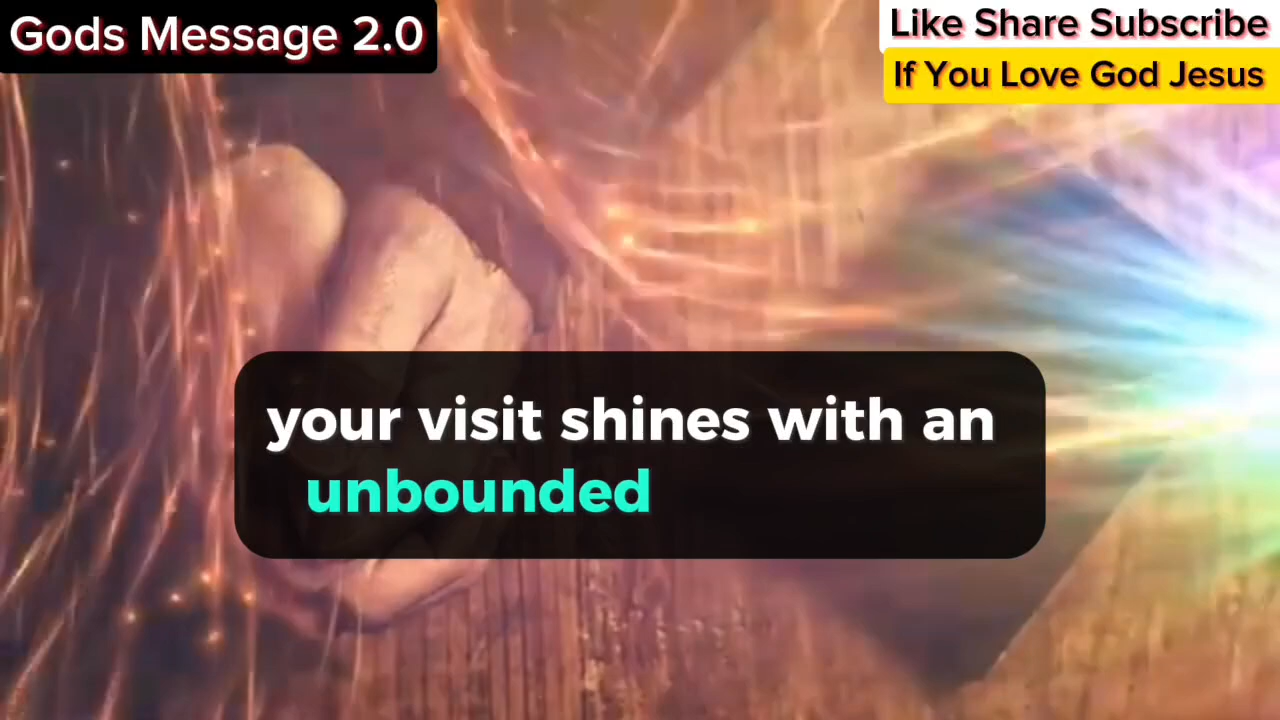 Gods Message 2.0
Like Share Subscribe
If You Love God Jesus
your visit shines with an
unbounded